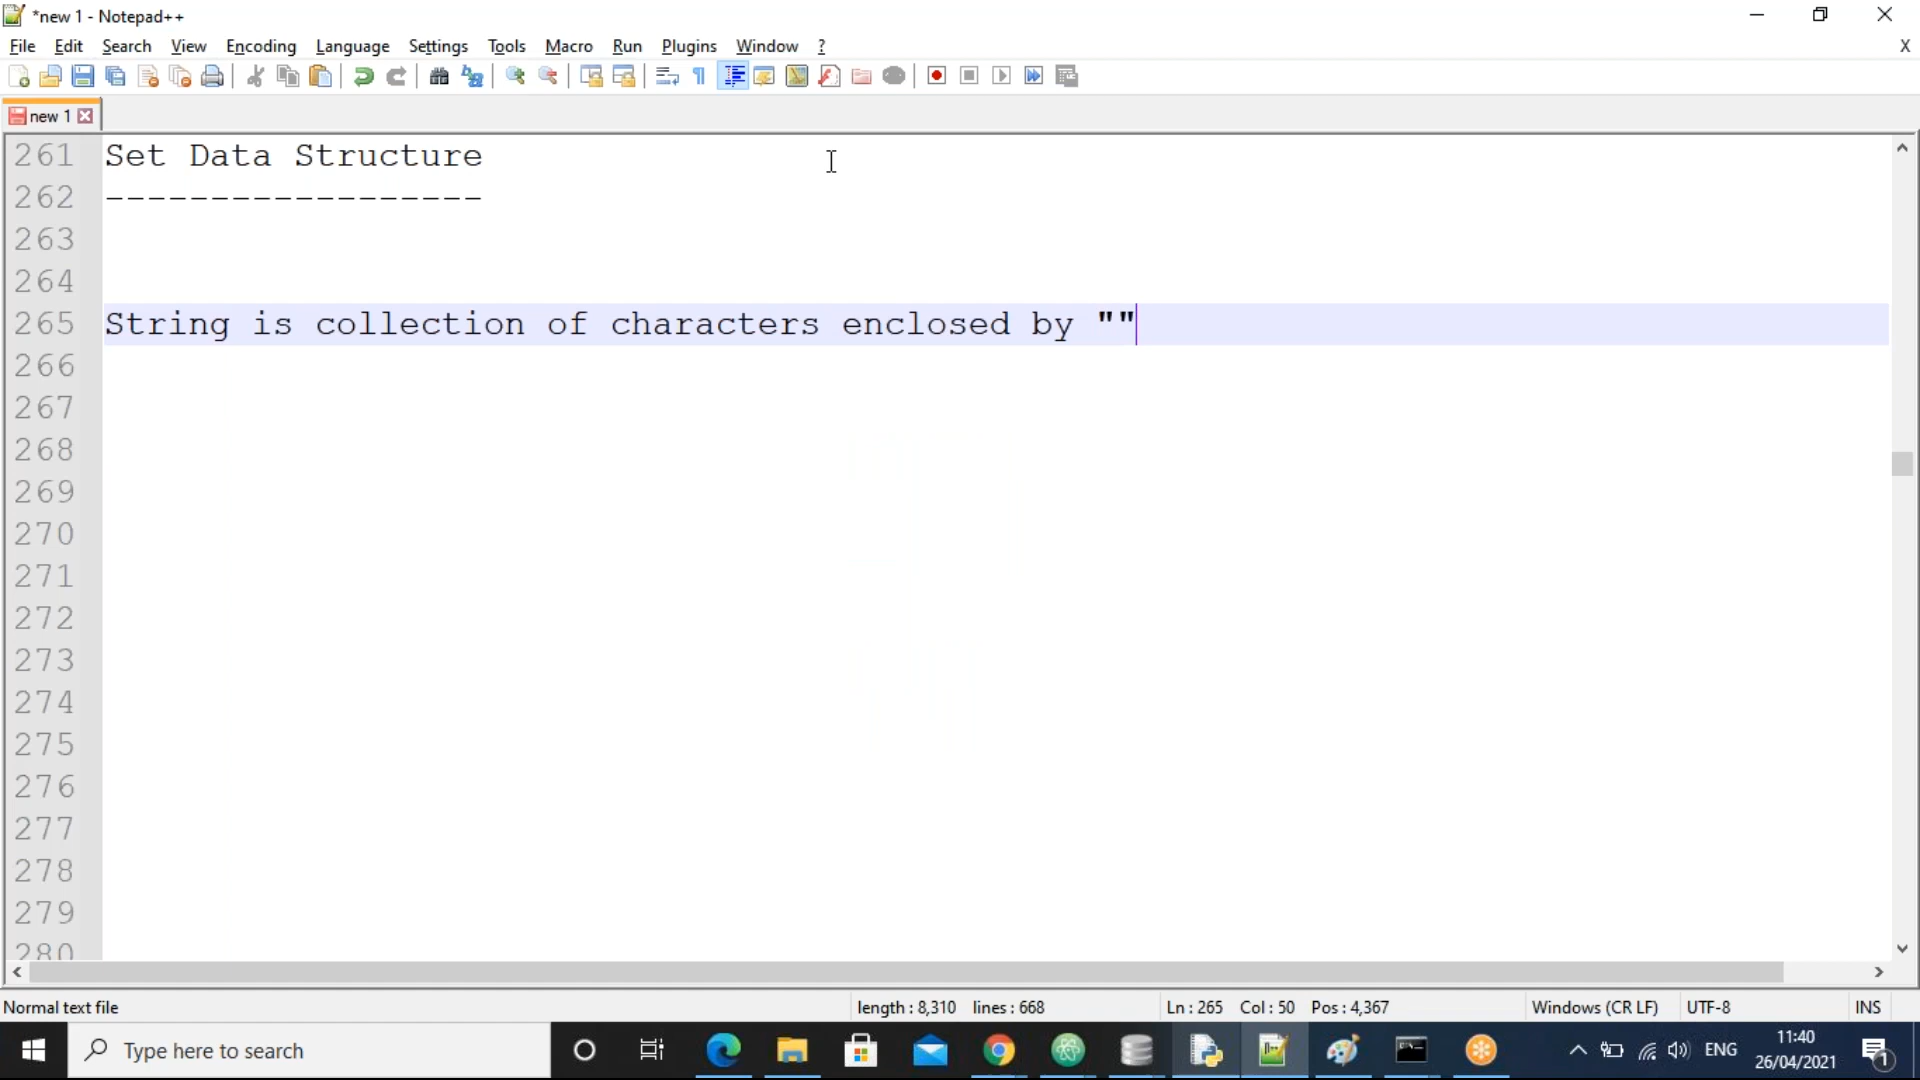 *new 1 - Notepad++
File Edit Search View Encoding Language Settings Tools Macro Run Plugins Window ? X
new 1
261 Set Data Structure
262 ------------------
263
264
265 String is collection of characters enclosed by ""
266
267
268
269
270
271
272
273
274
275
276
277
278
279
280
Normal text file length : 8,310 lines : 668 Ln : 265 Col : 50 Pos : 4,367 Windows (CR LF) UTF-8 INS
Type here to search ENG 11:40
26/04/2021 1